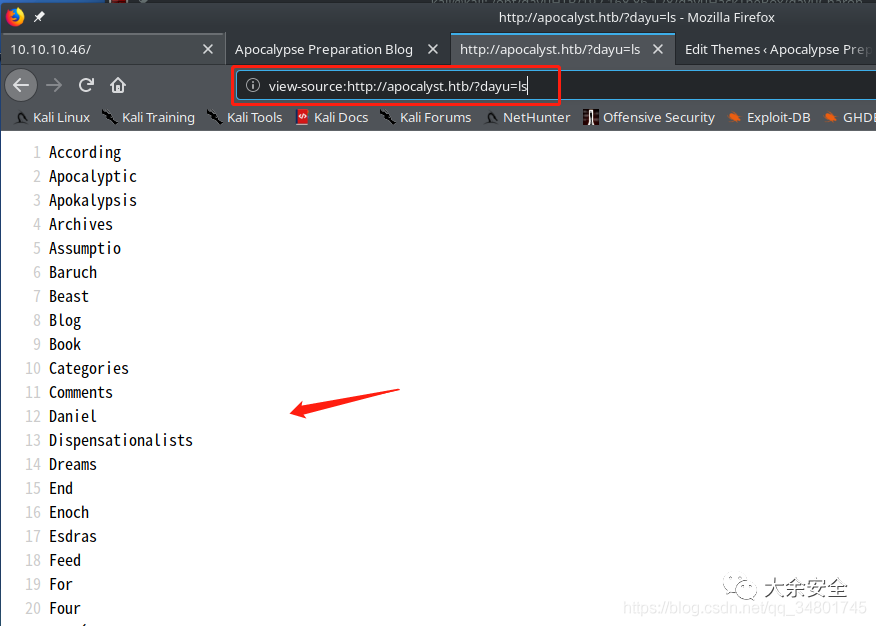 http://apocalyst.htb/?dayu=ls - Mozilla Firefox
10.10.10.46/
Apocalypse Preparation Blog
http://apocalyst.htb/?dayu=ls
Edit Themes ‹ Apocalypse Prep
view-source:http://apocalyst.htb/?dayu=ls
Kali Linux Kali Training Kali Tools Kali Docs Kali Forums NetHunter Offensive Security Exploit-DB GHDB
1 According
2 Apocalyptic
3 Apokalypsis
4 Archives
5 Assumptio
6 Baruch
7 Beast
8 Blog
9 Book
10 Categories
11 Comments
12 Daniel
13 Dispensationalists
14 Dreams
15 End
16 Enoch
17 Esdras
18 Feed
19 For
20 Four
大余安全
https://blog.csdn.net/qq_34801745